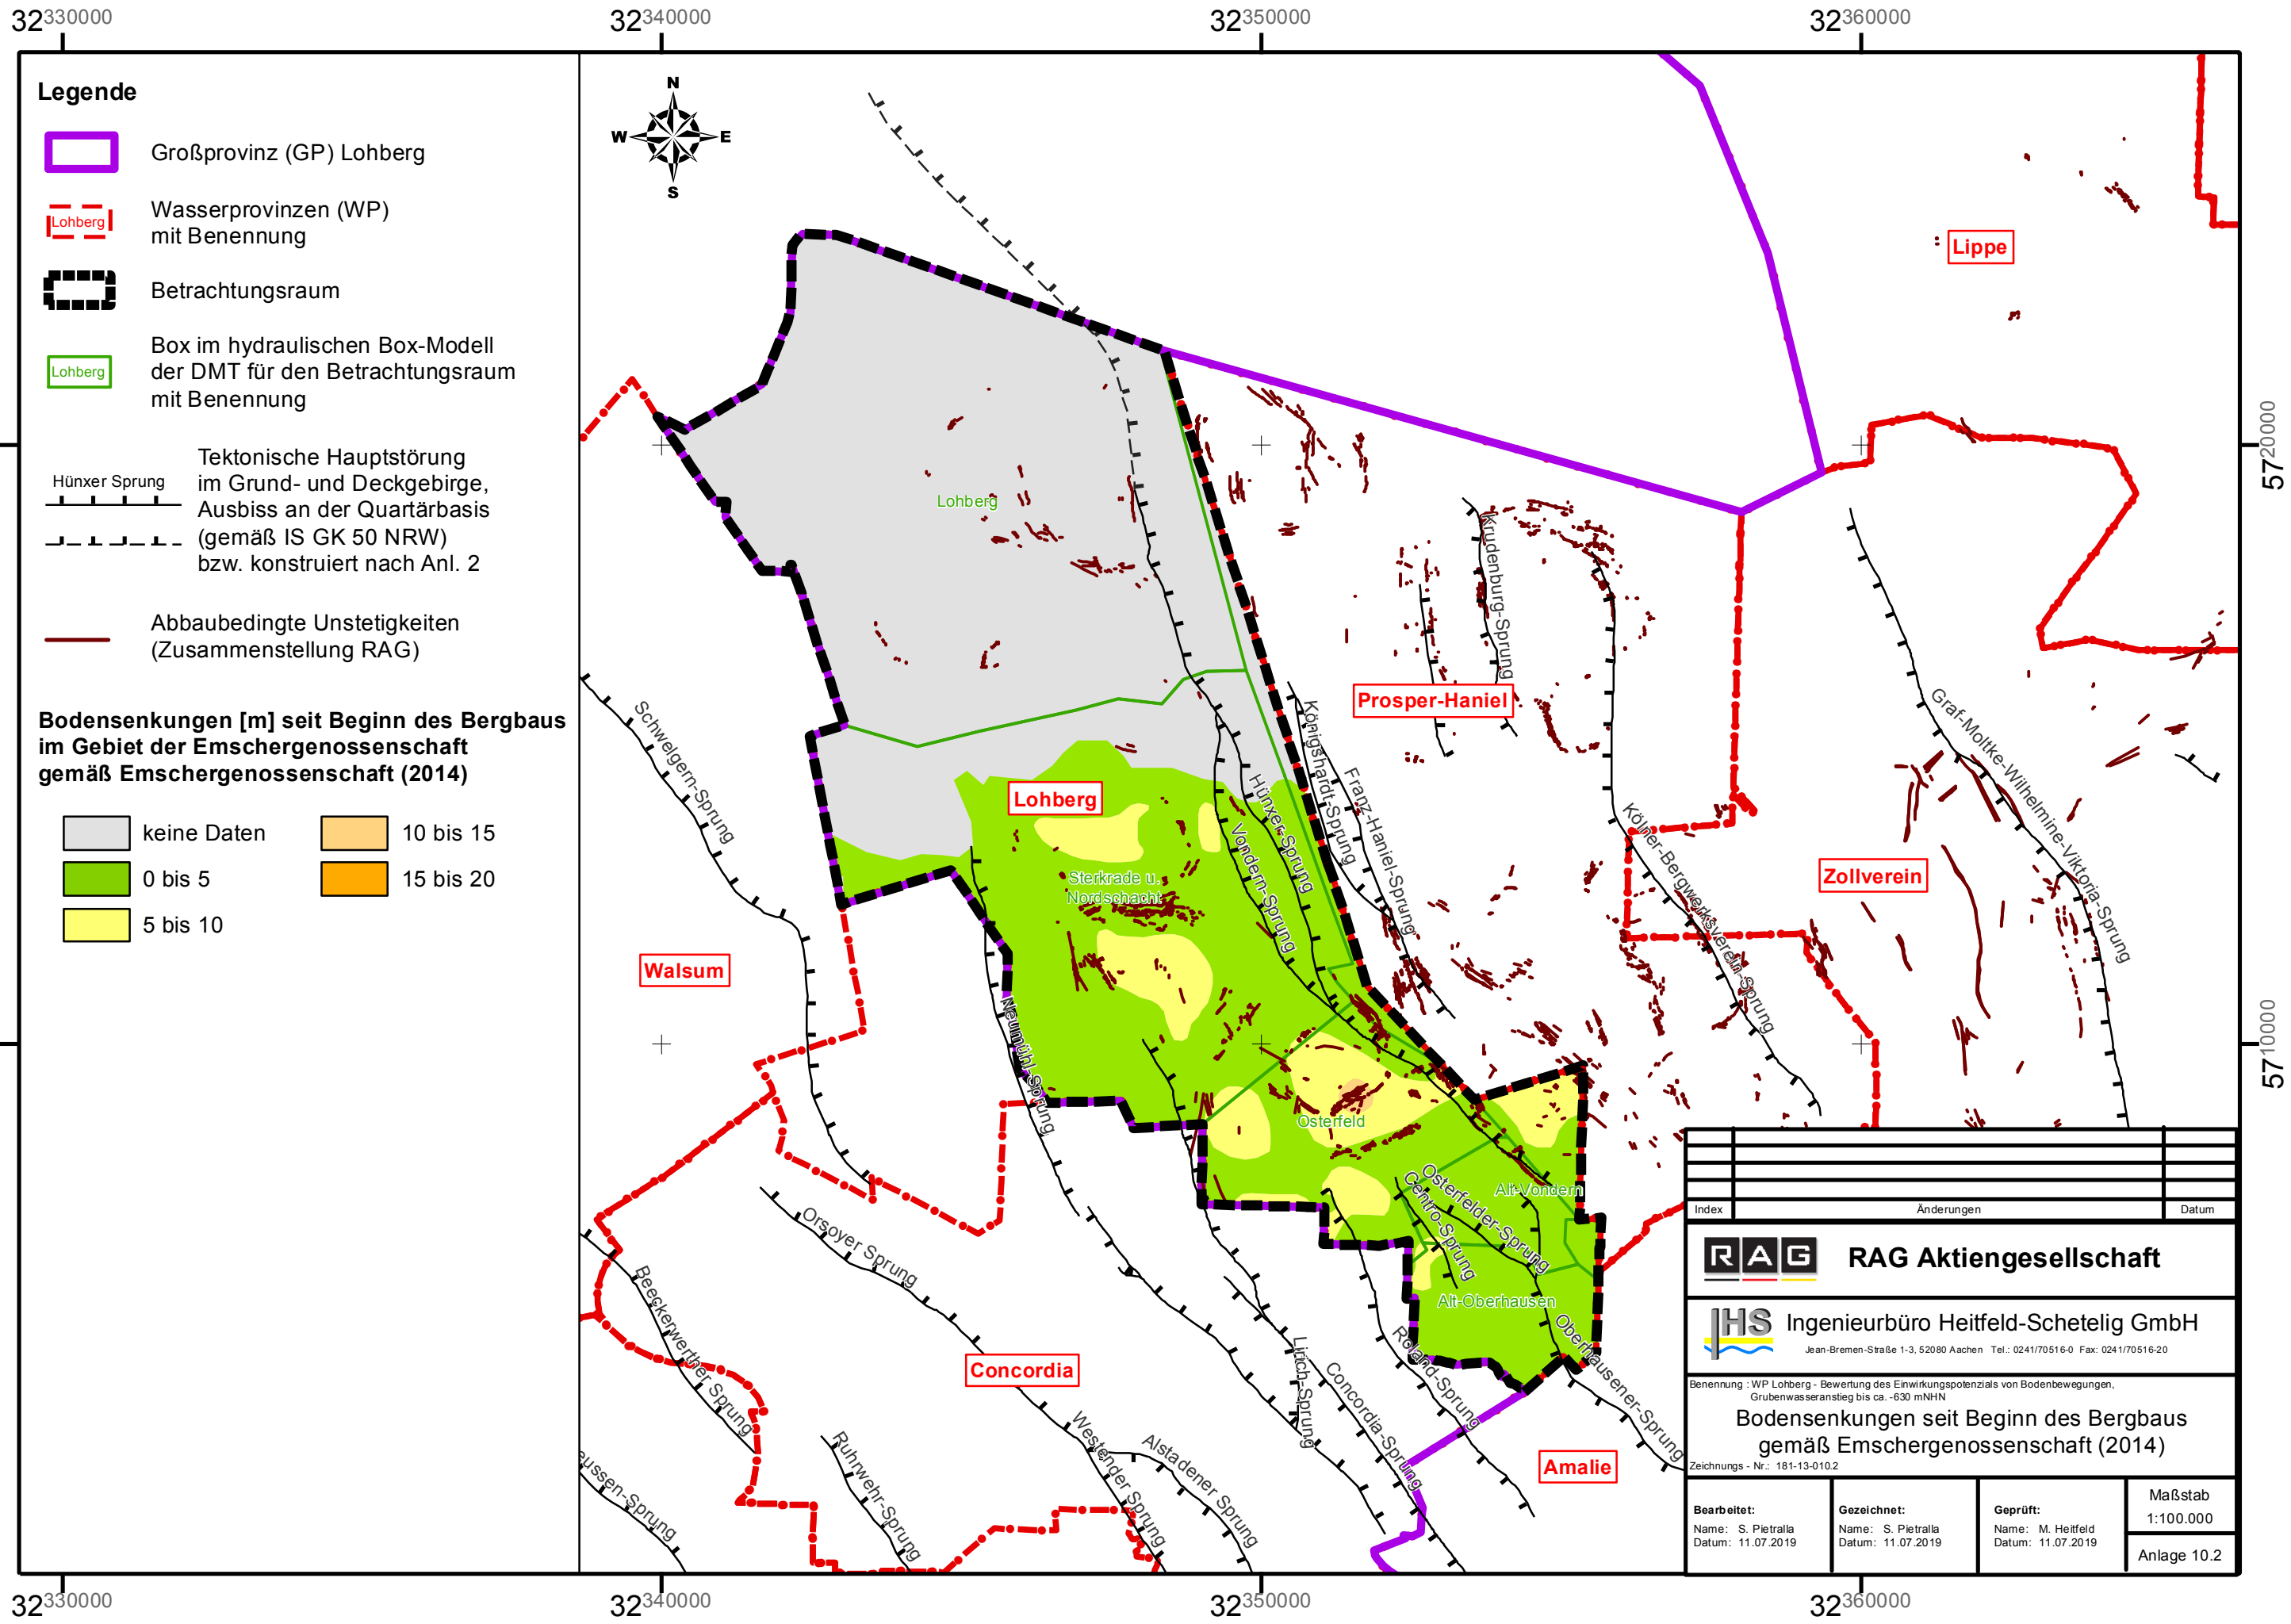 32330000
32340000
32350000
32360000
Legende
Großprovinz (GP) Lohberg
Lohberg
Wasserprovinzen (WP)
mit Benennung
Betrachtungsraum
Lohberg
Box im hydraulischen Box-Modell
der DMT für den Betrachtungsraum
mit Benennung
Hünxer Sprung
Tektonische Hauptstörung
im Grund- und Deckgebirge,
Ausbiss an der Quartärbasis
(gemäß IS GK 50 NRW)
bzw. konstruiert nach Anl. 2
Abbaubedingte Unstetigkeiten
(Zusammenstellung RAG)
Bodensenkungen [m] seit Beginn des Bergbaus
im Gebiet der Emschergenossenschaft
gemäß Emschergenossenschaft (2014)
keine Daten
10 bis 15
0 bis 5
15 bis 20
5 bis 10
N
W
E
S
Lippe
5720000
Lohberg
Krudenburg-Sprung
Prosper-Haniel
Schwelgern-Sprung
Königshardt-Sprung
Franz-Haniel-Sprung
Graf-Moltke-Wilhelmine-Viktoria-Sprung
Lohberg
Hünxer-Sprung
Vondern-Sprung
Kölner-Bergwerksverein-Sprung
Sterkrade u.
Nordschacht
Zollverein
Walsum
Neumühl-Sprung
5710000
Osterfeld
Alt-Vondern
Osterfelder-Sprung
Centro-Sprung
Orsoyer Sprung
Beeckerwerther Sprung
Alt-Oberhausen
Oberhausener-Sprung
Roland-Sprung
Lirich-Sprung
Concordia-Sprung
Concordia
Westender Sprung
Alstadener Sprung
Ruhrwehr-Sprung
eussen-Sprung
Amalie
Index
Änderungen
Datum
RAG
RAG Aktiengesellschaft
IHS
Ingenieurbüro Heitfeld-Schetelig GmbH
Jean-Bremen-Straße 1-3, 52080 Aachen Tel.: 0241/70516-0 Fax: 0241/70516-20
Benennung : WP Lohberg - Bewertung des Einwirkungspotenzials von Bodenbewegungen,
Grubenwasseranstieg bis ca. -630 mNHN
Bodensenkungen seit Beginn des Bergbaus
gemäß Emschergenossenschaft (2014)
Zeichnungs - Nr.: 181-13-010.2
Bearbeitet:
Name: S. Pietralla
Datum: 11.07.2019
Gezeichnet:
Name: S. Pietralla
Datum: 11.07.2019
Geprüft:
Name: M. Heitfeld
Datum: 11.07.2019
Maßstab
1:100.000
Anlage 10.2
32330000
32340000
32350000
32360000